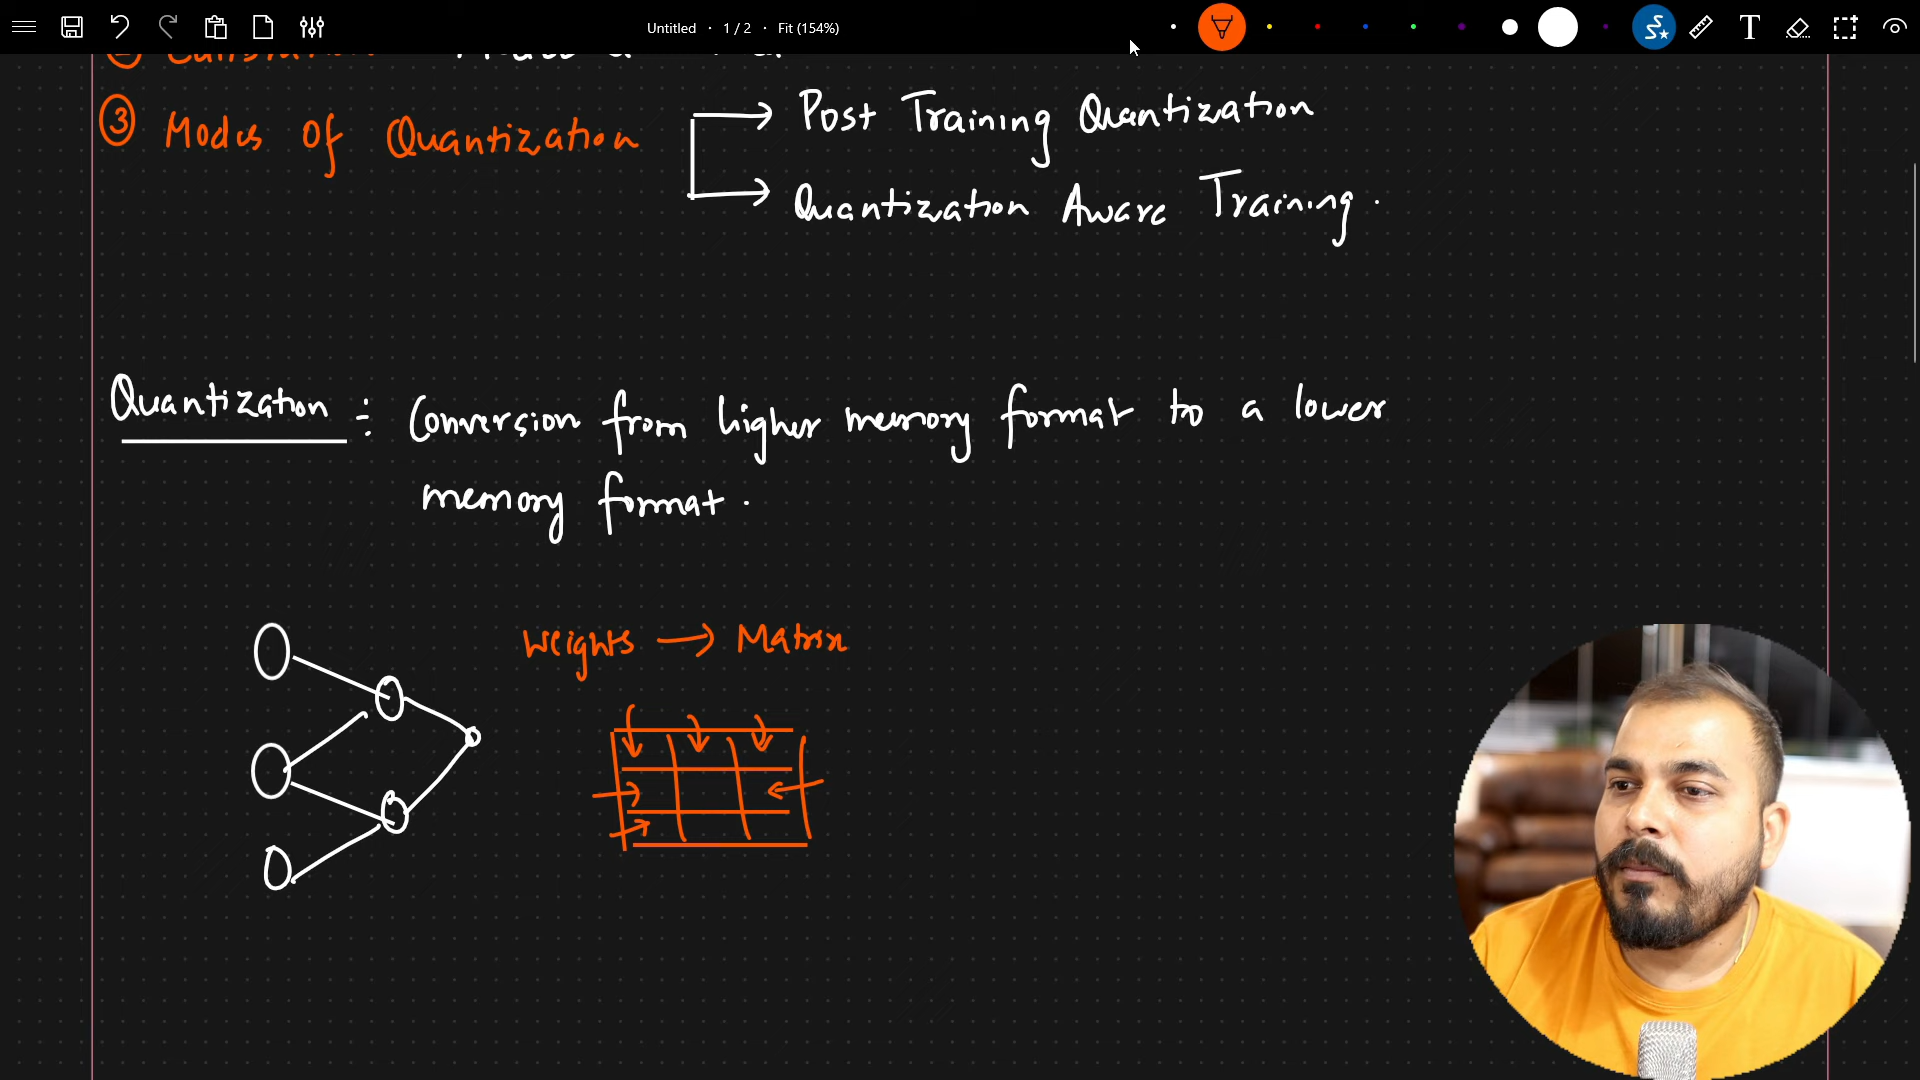 Untitled · 1 / 2 · Fit (154%)
③ Modes Of Quantization
Post Training Quantization
Quantization Aware Training.
Quantization : Conversion from higher memory format to a lower
memory format.
Weights → Matrix